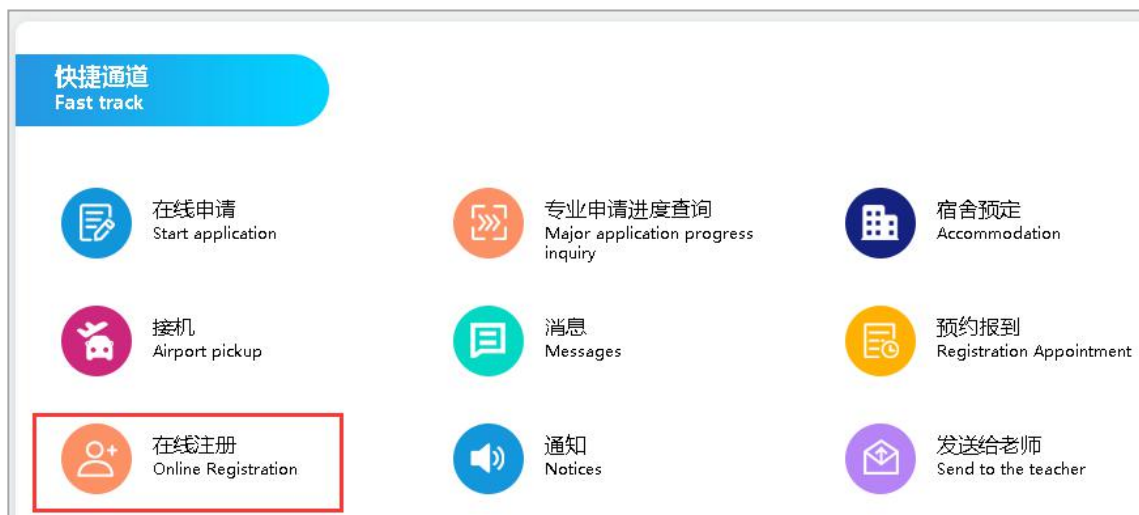 快捷通道
Fast track
在线申请
Start application
专业申请进度查询
Major application progress
inquiry
宿舍预定
Accommodation
接机
Airport pickup
消息
Messages
预约报到
Registration Appointment
在线注册
Online Registration
通知
Notices
发送给老师
Send to the teacher